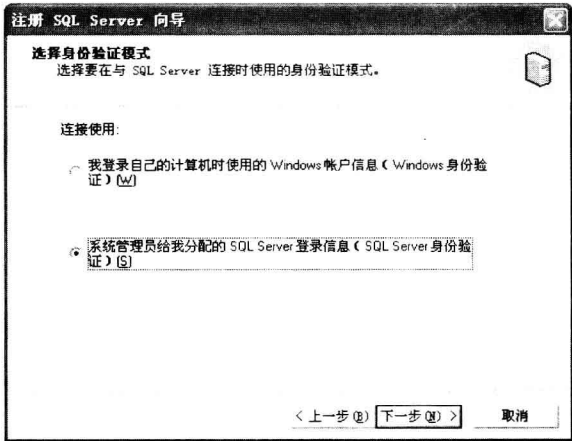 注册 SQL Server 向导
选择身份验证模式
选择要在与 SQL Server 连接时使用的身份验证模式。
连接使用:
我登录自己的计算机时使用的 Windows 帐户信息（Windows 身份验
证）[W]
系统管理员给我分配的 SQL Server 登录信息（SQL Server 身份验
证）[S]
< 上一步(B)
下一步(N) >
取消